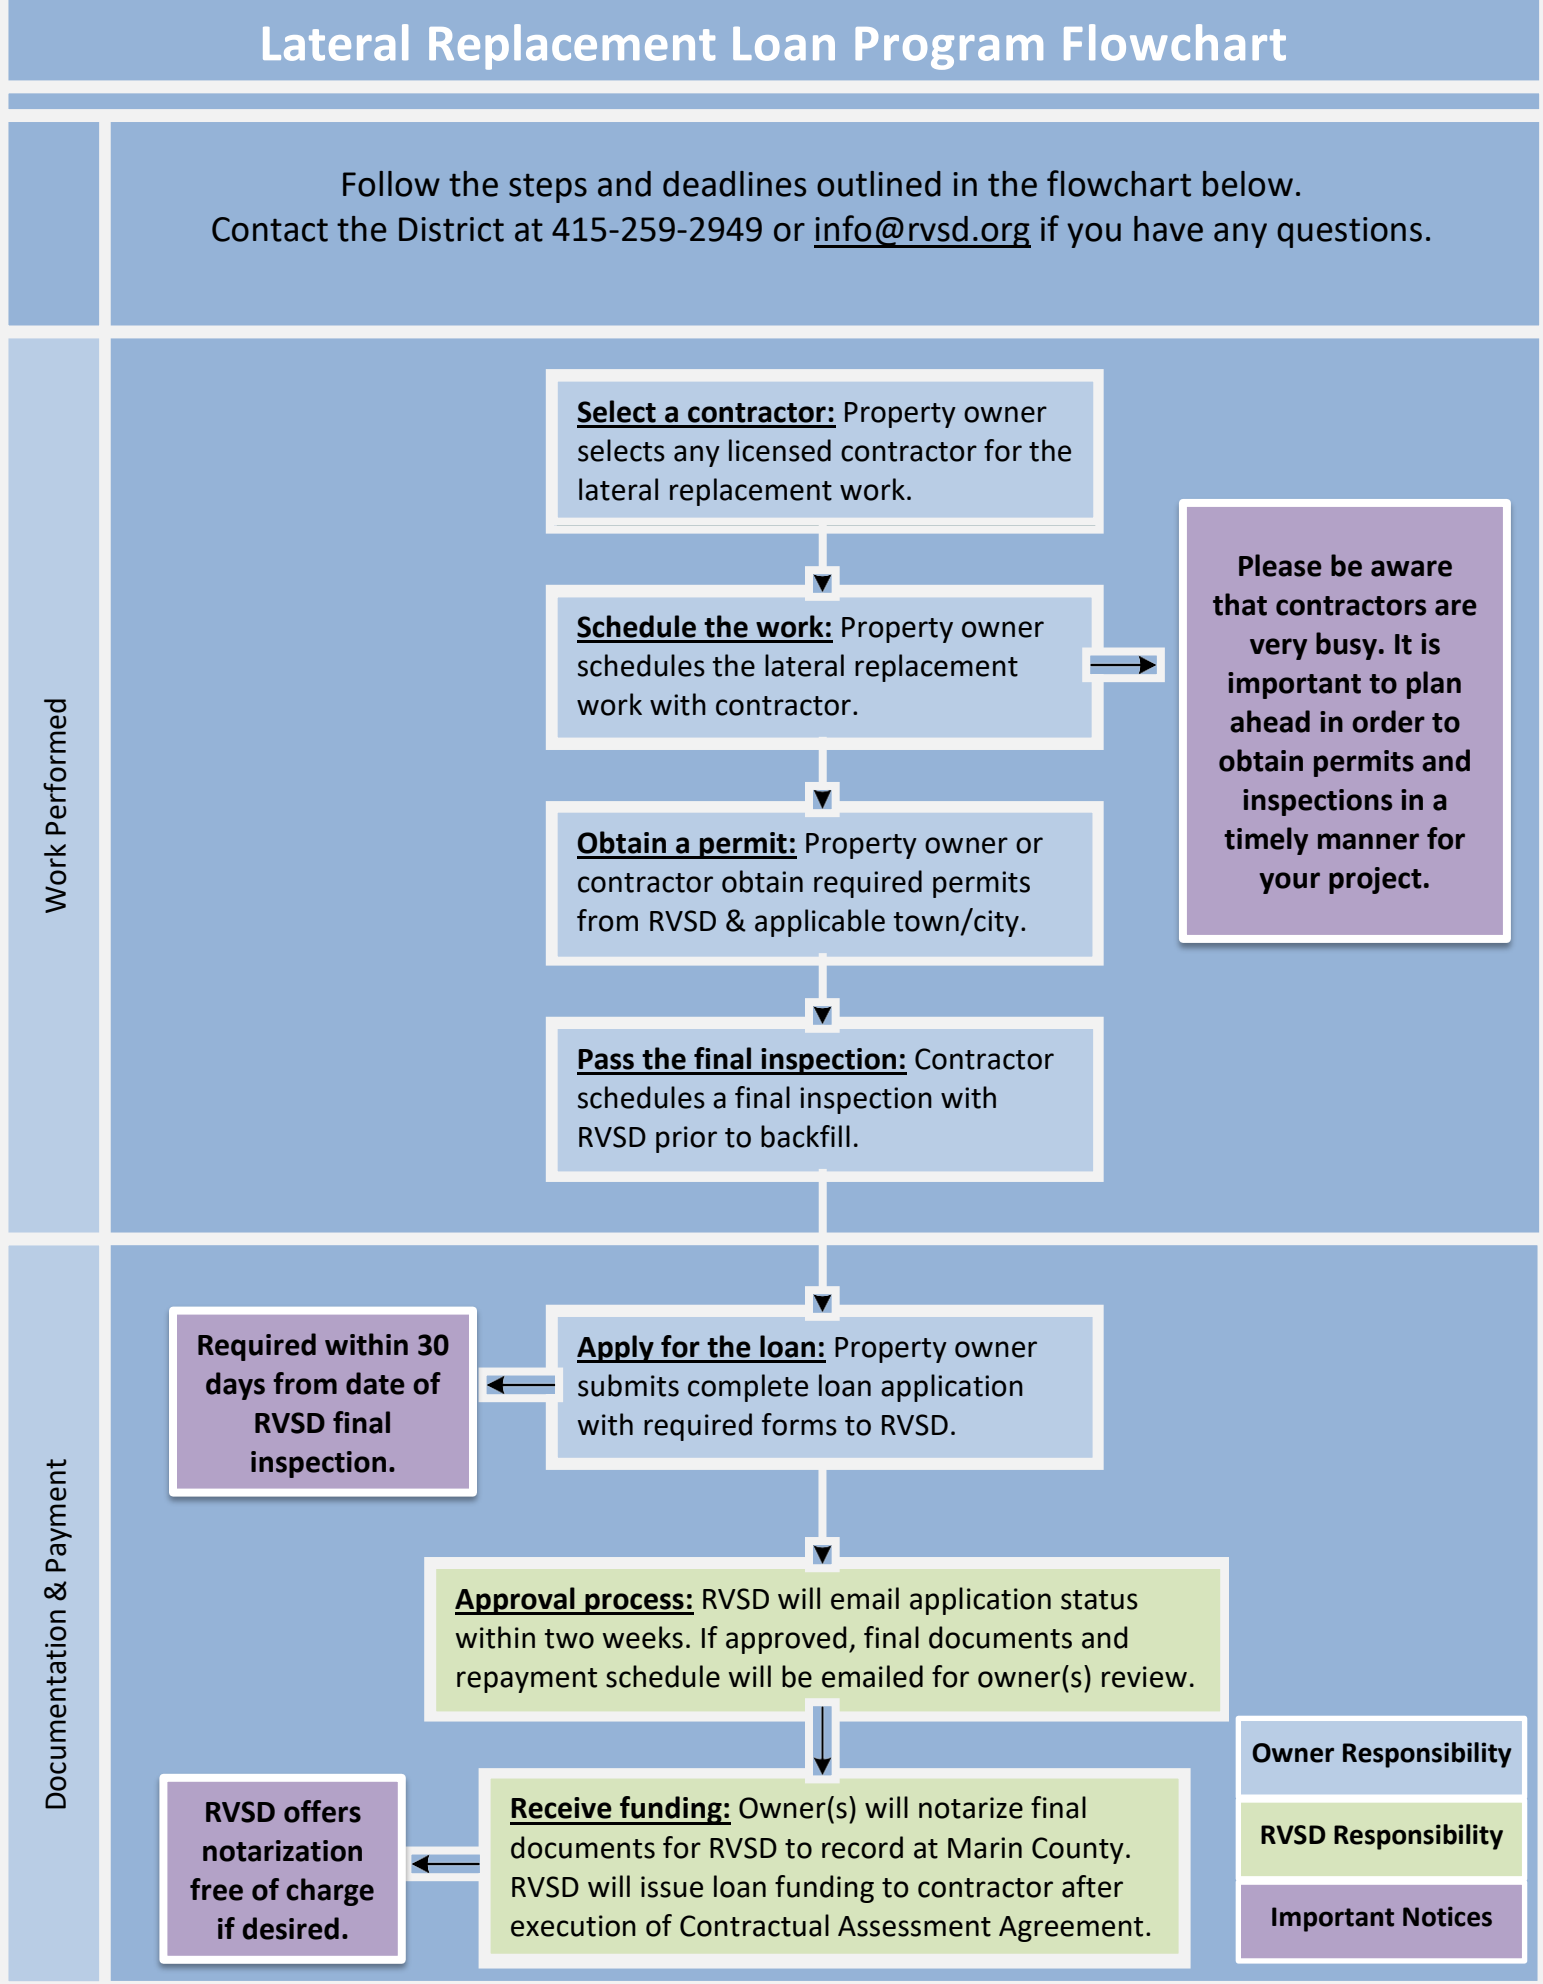 Lateral Replacement Loan Program Flowchart
Follow the steps and deadlines outlined in the flowchart below.
Contact the District at 415-259-2949 or info@rvsd.org if you have any questions.
Work Performed
Select a contractor: Property owner
selects any licensed contractor for the
lateral replacement work.
Schedule the work: Property owner
schedules the lateral replacement
work with contractor.
Please be aware
that contractors are
very busy. It is
important to plan
ahead in order to
obtain permits and
inspections in a
timely manner for
your project.
Obtain a permit: Property owner or
contractor obtain required permits
from RVSD & applicable town/city.
Pass the final inspection: Contractor
schedules a final inspection with
RVSD prior to backfill.
Documentation & Payment
Apply for the loan: Property owner
submits complete loan application
with required forms to RVSD.
Required within 30
days from date of
RVSD final
inspection.
Approval process: RVSD will email application status
within two weeks. If approved, final documents and
repayment schedule will be emailed for owner(s) review.
Receive funding: Owner(s) will notarize final
documents for RVSD to record at Marin County.
RVSD will issue loan funding to contractor after
execution of Contractual Assessment Agreement.
RVSD offers
notarization
free of charge
if desired.
Owner Responsibility
RVSD Responsibility
Important Notices